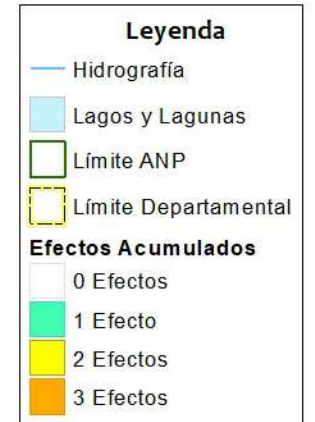 Leyenda
Hidrografía
Lagos y Lagunas
Límite ANP
Límite Departamental
Efectos Acumulados
0 Efectos
1 Efecto
2 Efectos
3 Efectos